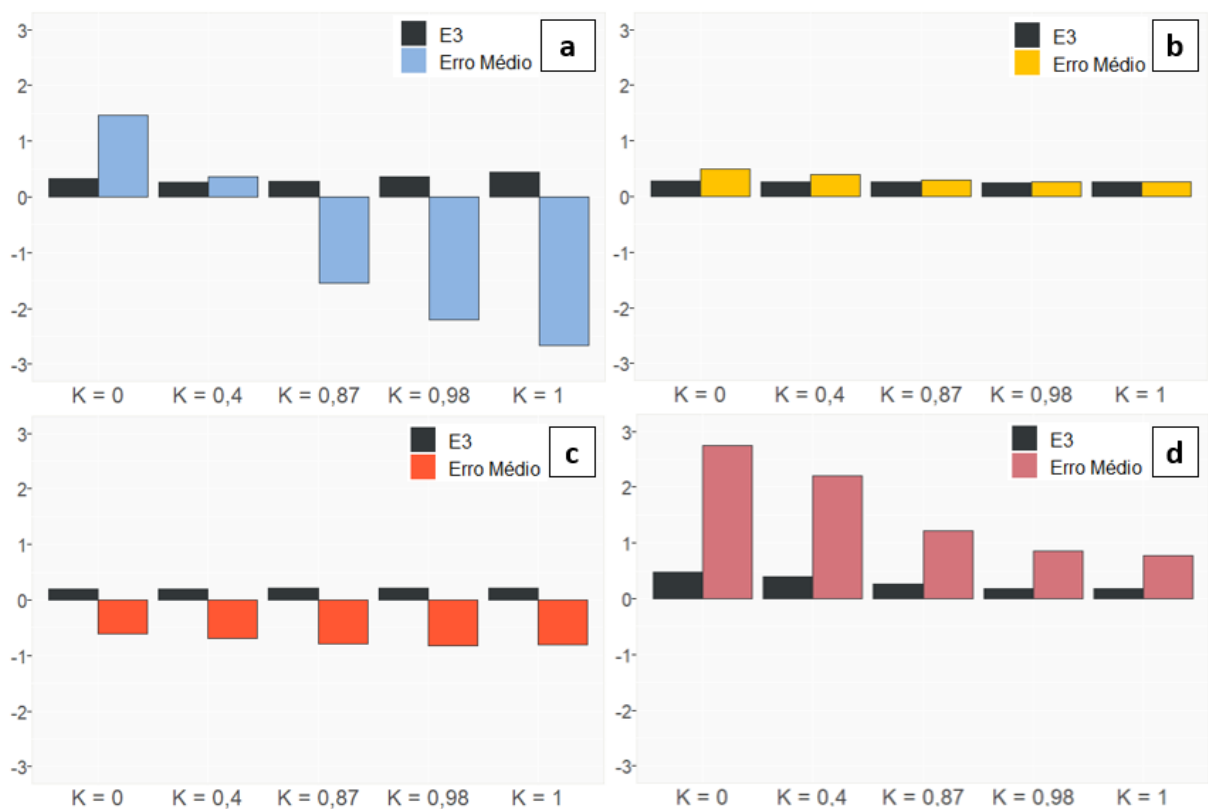 3-
2-
1-
0-
-1-
-2-
-3-
E3
Erro Médio
a
K = 0 K = 0,4 K = 0,87 K = 0,98 K = 1
3-
2-
1-
0-
-1-
-2-
-3-
E3
Erro Médio
b
K = 0 K = 0,4 K = 0,87 K = 0,98 K = 1
3-
2-
1-
0-
-1-
-2-
-3-
E3
Erro Médio
c
K = 0 K = 0,4 K = 0,87 K = 0,98 K = 1
3-
2-
1-
0-
-1-
-2-
-3-
E3
Erro Médio
d
K = 0 K = 0,4 K = 0,87 K = 0,98 K = 1